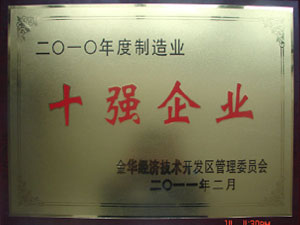 二〇一〇年度制造业
十强企业
金华经济技术开发区管理委员会
二〇一一年二月